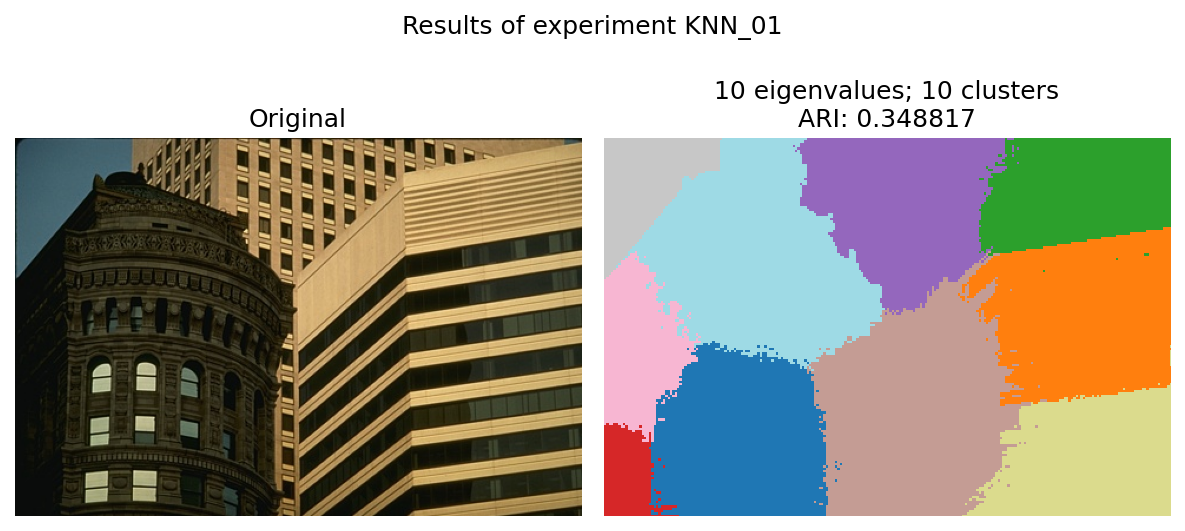 Results of experiment KNN_01
Original
10 eigenvalues; 10 clusters
ARI: 0.348817